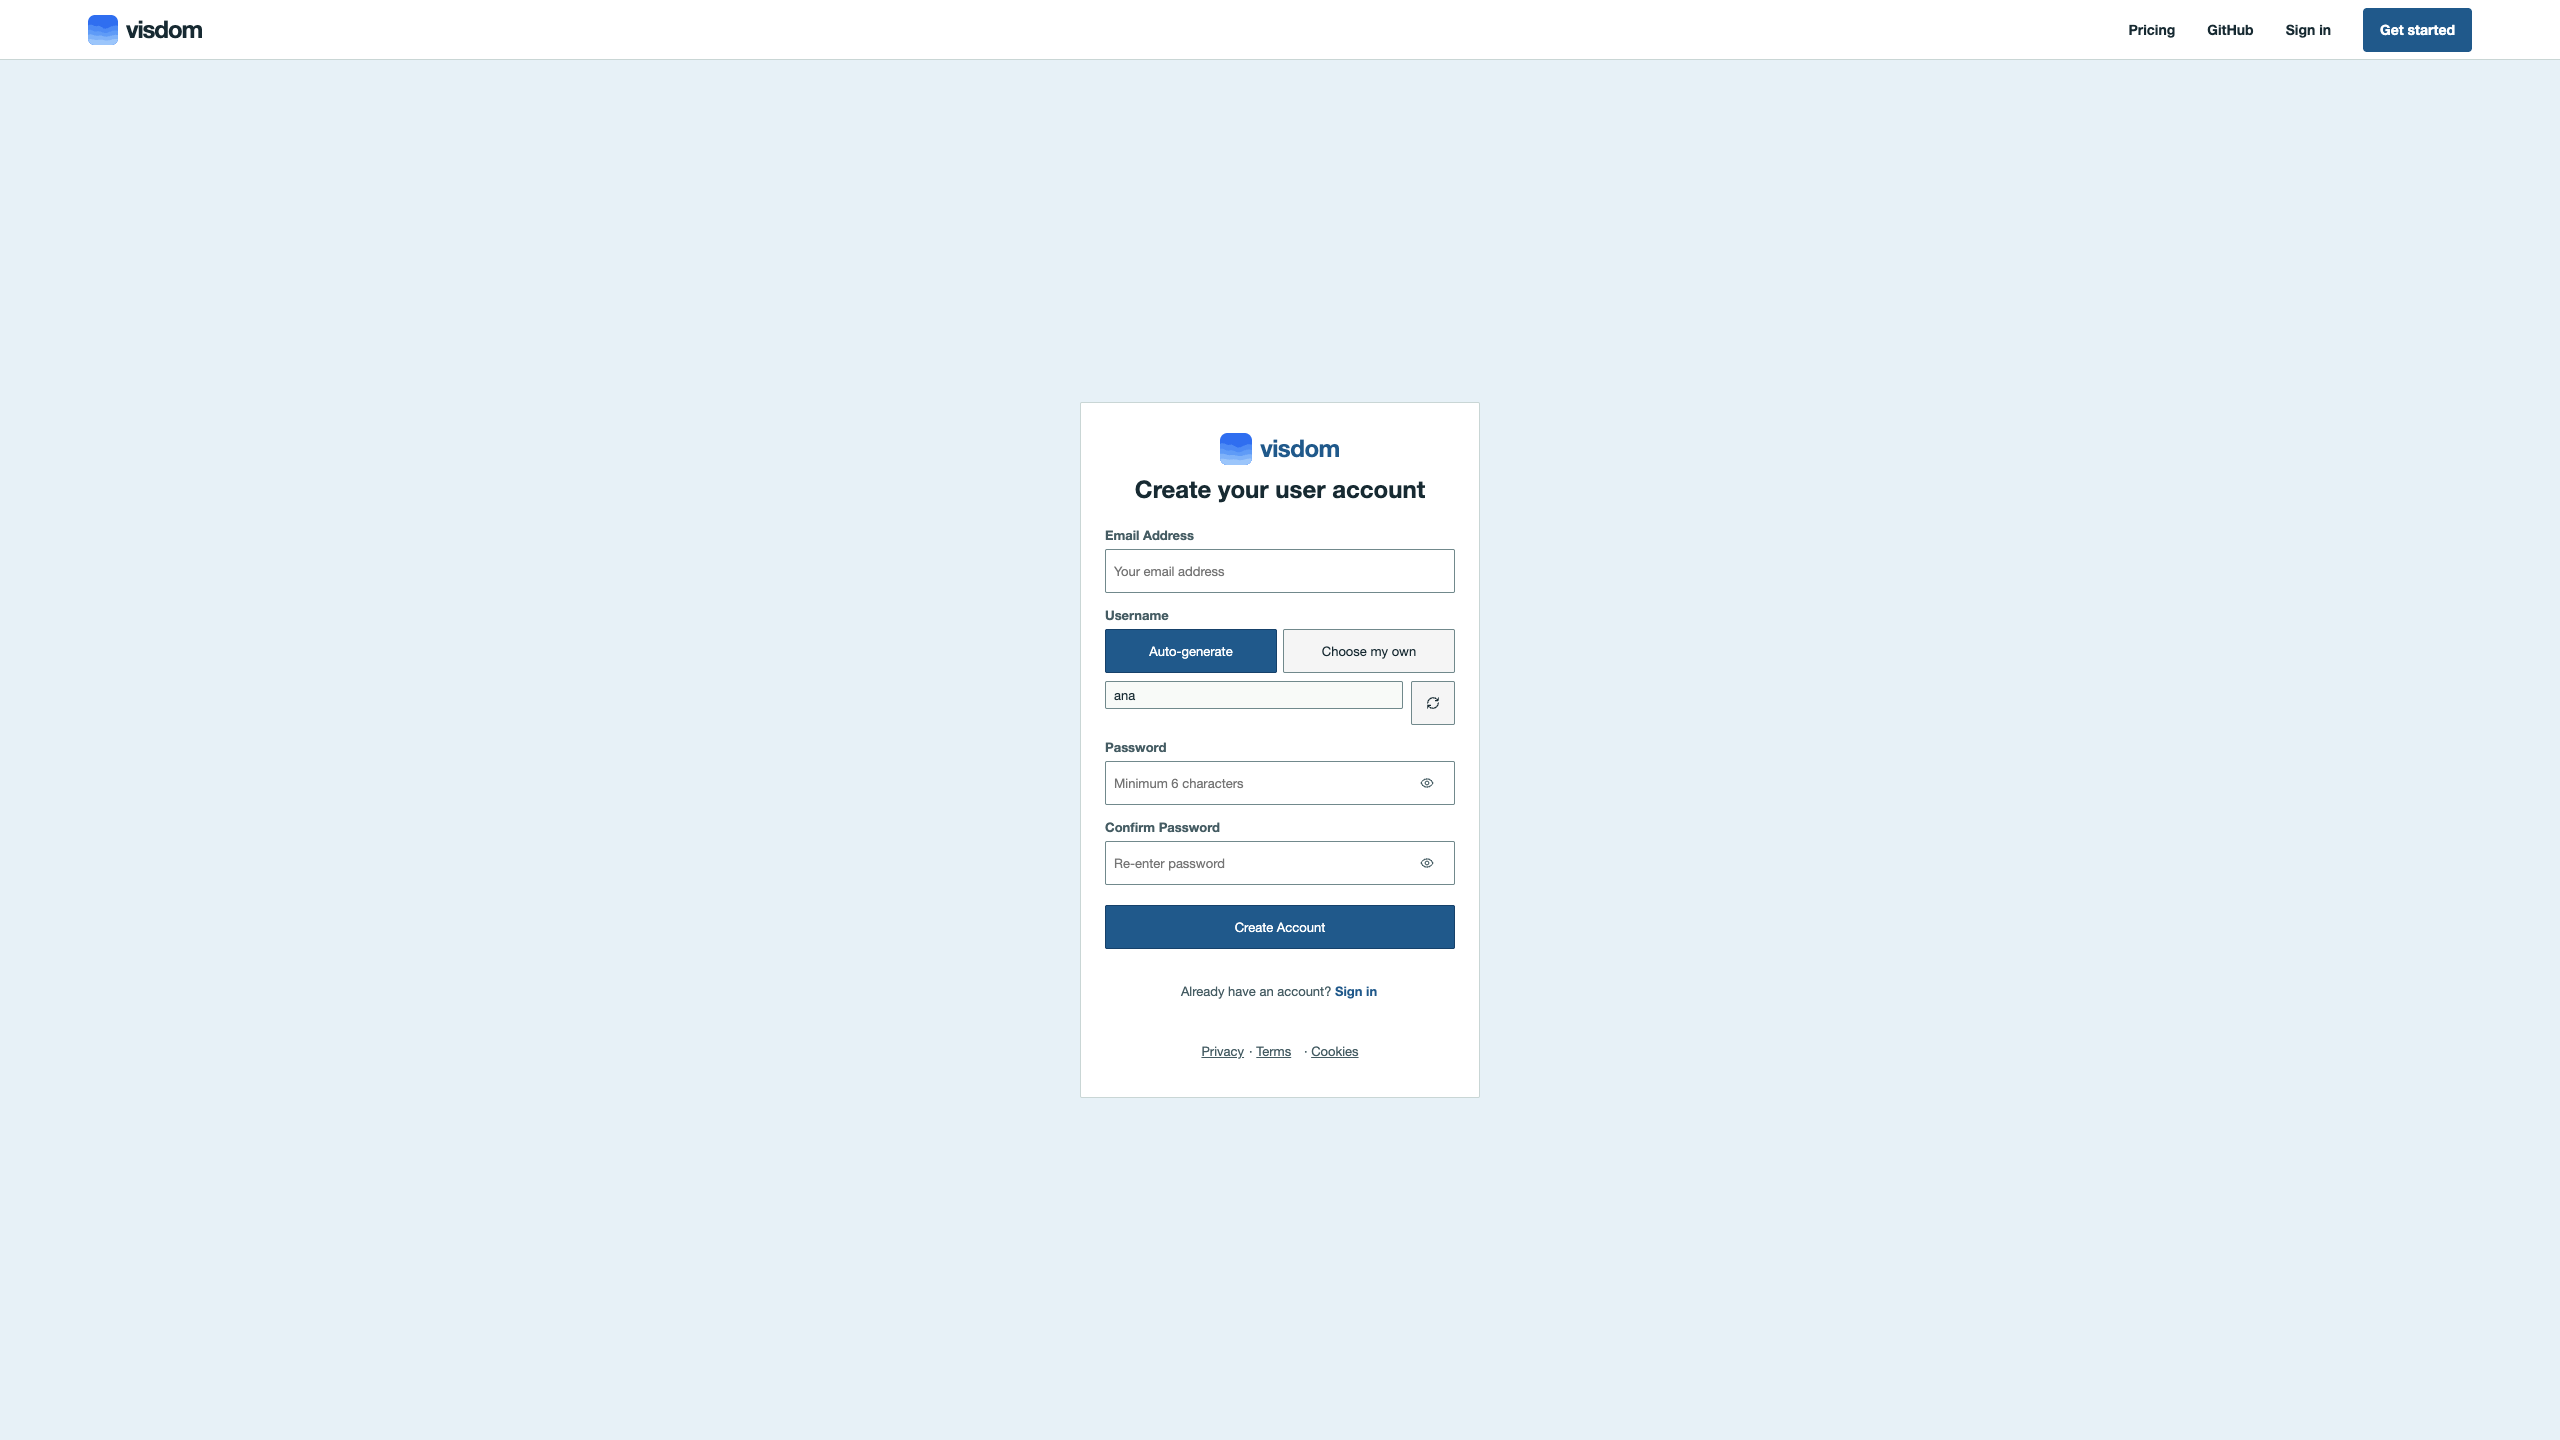 visdom
Pricing
GitHub
Sign in
Get started
visdom
Create your user account
Email Address
Your email address
Username
Auto-generate
Choose my own
ana
Password
Minimum 6 characters
Confirm Password
Re-enter password
Create Account
Already have an account? Sign in
Privacy · Terms · Cookies